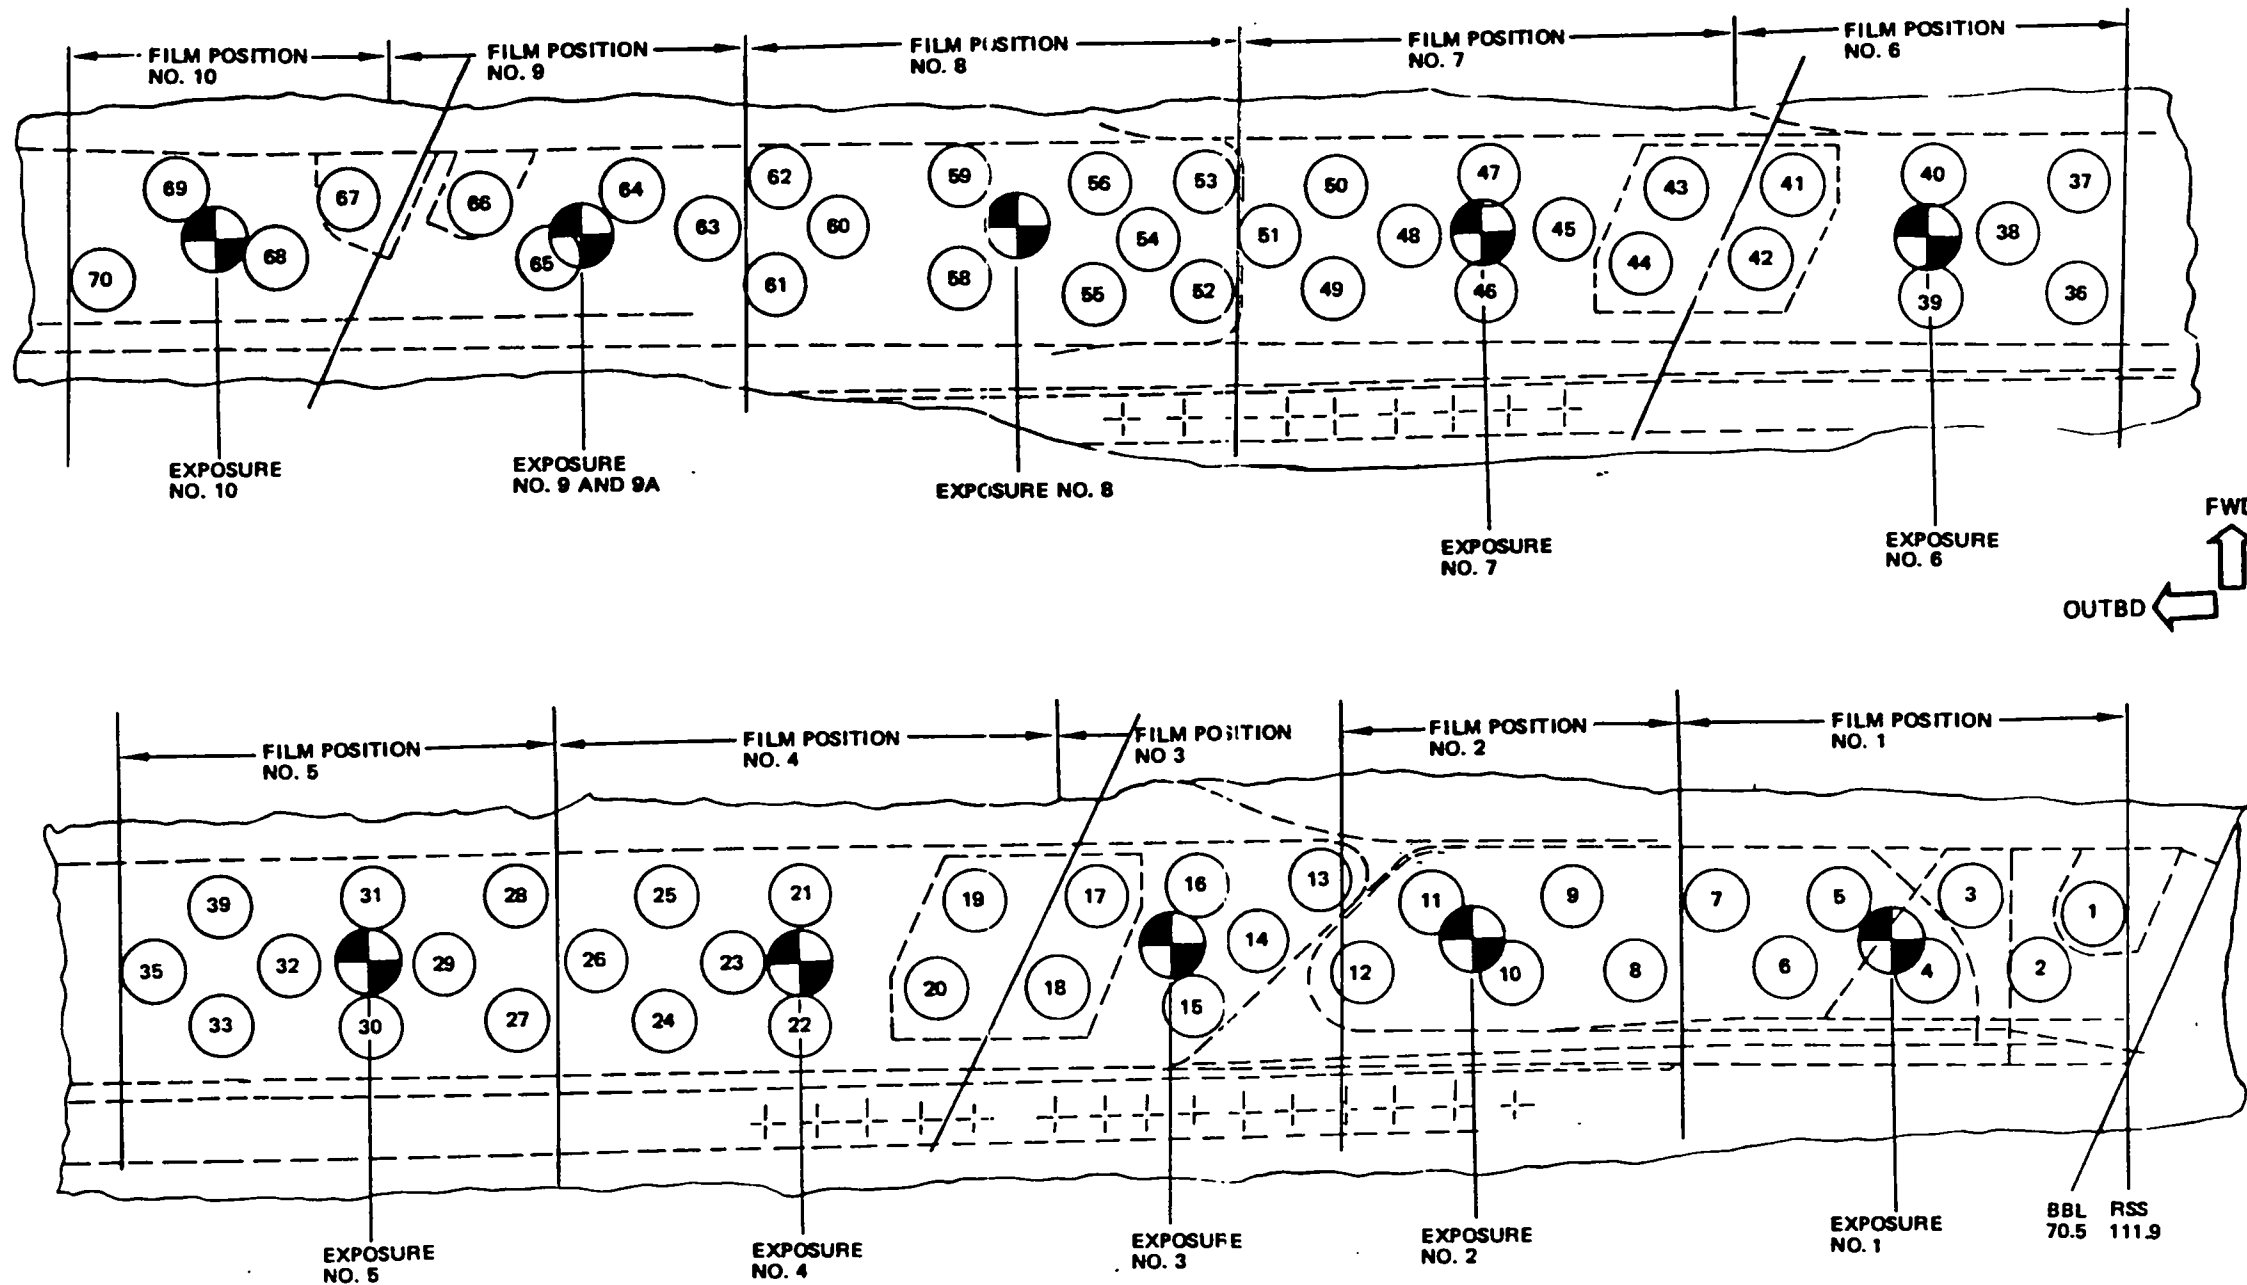 FILM POSITION
NO. 10
FILM POSITION
NO. 9
FILM POSITION
NO. 8
FILM POSITION
NO. 7
FILM POSITION
NO. 6
69
67
66
64
62
59
56
53
50
47
43
41
40
37
70
68
65
63
61
60
58
55
54
52
51
49
48
46
45
44
42
39
38
36
EXPOSURE
NO. 10
EXPOSURE
NO. 9 AND 9A
EXPOSURE NO. 8
EXPOSURE
NO. 7
EXPOSURE
NO. 6
FWD
OUTBD
FILM POSITION
NO. 5
FILM POSITION
NO. 4
FILM POSITION
NO 3
FILM POSITION
NO. 2
FILM POSITION
NO. 1
39
31
28
25
21
19
17
16
13
11
9
7
5
3
1
35
32
29
26
23
20
18
14
12
10
8
6
4
2
33
30
27
24
22
15
EXPOSURE
NO. 5
EXPOSURE
NO. 4
EXPOSURE
NO. 3
EXPOSURE
NO. 2
EXPOSURE
NO. 1
BBL
70.5
RSS
111.9